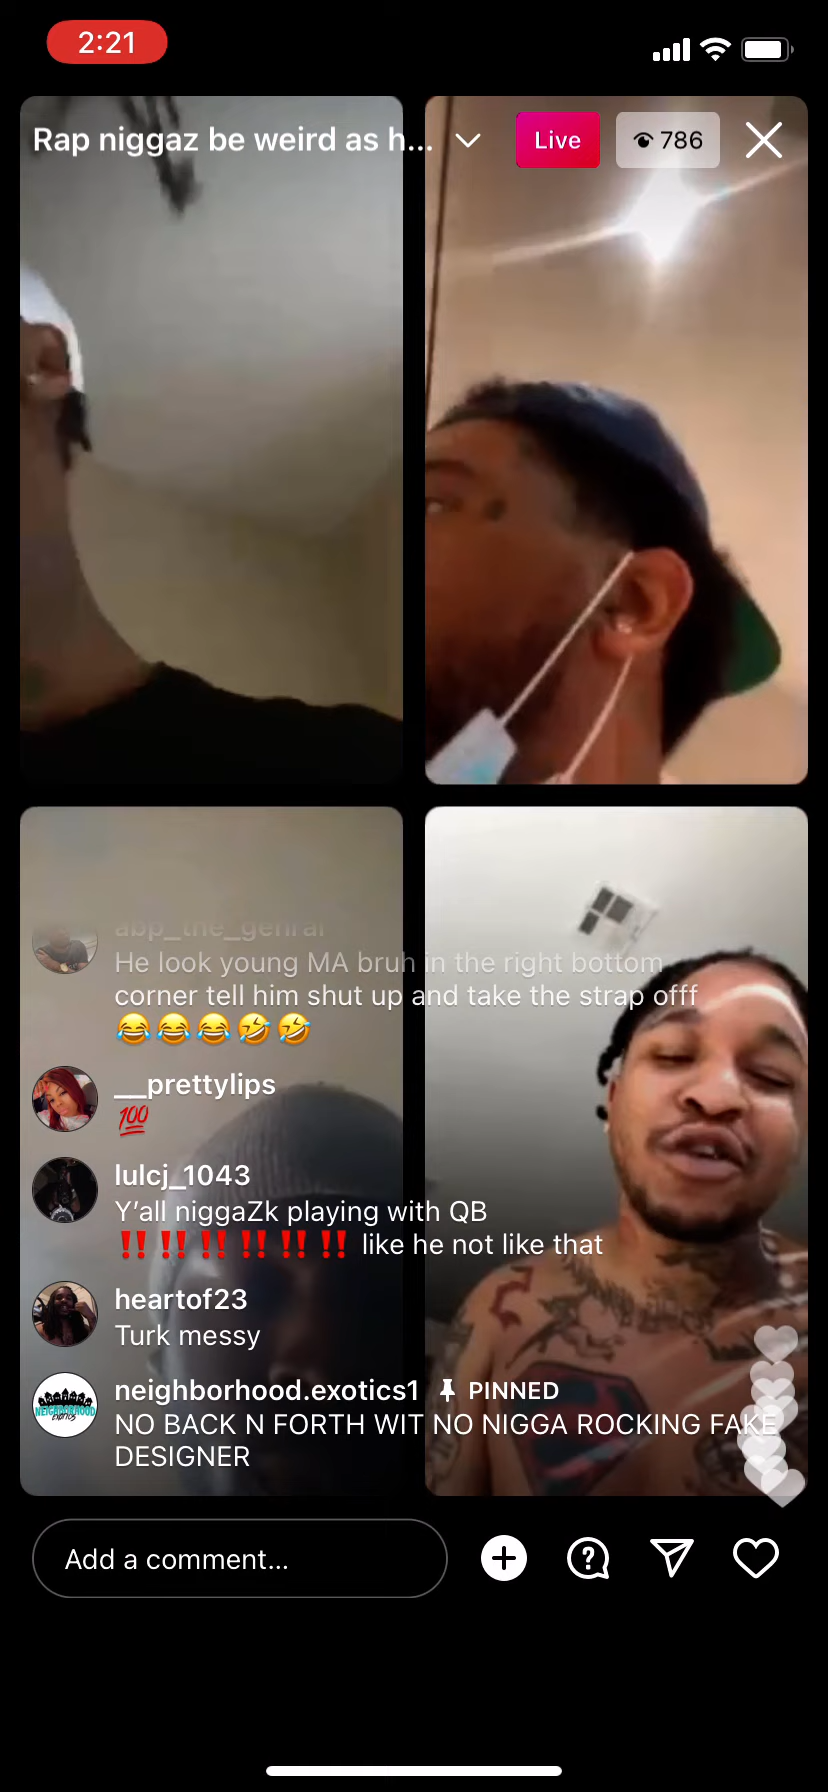 2:21
Rap niggaz be weird as h...
Live
786
abp_the_genral
He look young MA bruh in the right bottom
corner tell him shut up and take the strap offf
😂😂😂🤣🤣
__prettylips
💯
lulcj_1043
Y’all niggaZk playing with QB
‼️‼️‼️‼️‼️‼️ like he not like that
heartof23
Turk messy
neighborhood.exotics1 📌 PINNED
NO BACK N FORTH WIT NO NIGGA ROCKING FAKE
DESIGNER
NEIGHBORHOOD
EXOTICS
Add a comment...